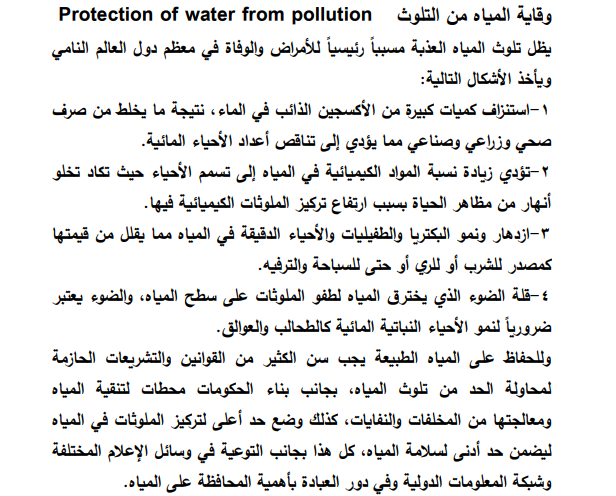 وقاية المياه من التلوث Protection of water from pollution
يظل تلوث المياه العذبة مسبباً رئيسياً للأمراض والوفاة في معظم دول العالم النامي
ويأخذ الأشكال التالية:
١-استنزاف كميات كبيرة من الأكسجين الذائب في الماء، نتيجة ما يخلط من صرف
صحي وزراعي وصناعي مما يؤدي إلى تناقص أعداد الأحياء المائية.
٢-تؤدي زيادة نسبة المواد الكيميائية في المياه إلى تسمم الأحياء حيث تكاد تخلو
أنهار من مظاهر الحياة بسبب ارتفاع تركيز الملوثات الكيميائية فيها.
٣-ازدهار ونمو البكتريا والطفيليات والأحياء الدقيقة في المياه مما يقلل من قيمتها
كمصدر للشرب أو للري أو حتى للسباحة والترفيه.
٤-قلة الضوء الذي يخترق المياه لطفو الملوثات على سطح المياه، والضوء يعتبر
ضرورياً لنمو الأحياء النباتية المائية كالطحالب والعوالق.
وللحفاظ على المياه الطبيعة يجب سن الكثير من القوانين والتشريعات الحازمة
لمحاولة الحد من تلوث المياه، بجانب بناء الحكومات محطات لتنقية المياه
ومعالجتها من المخلفات والنفايات، كذلك وضع حد أعلى لتركيز الملوثات في المياه
ليضمن حد أدنى لسلامة المياه، كل هذا بجانب التوعية في وسائل الإعلام المختلفة
وشبكة المعلومات الدولية وفي دور العبادة بأهمية المحافظة على المياه.